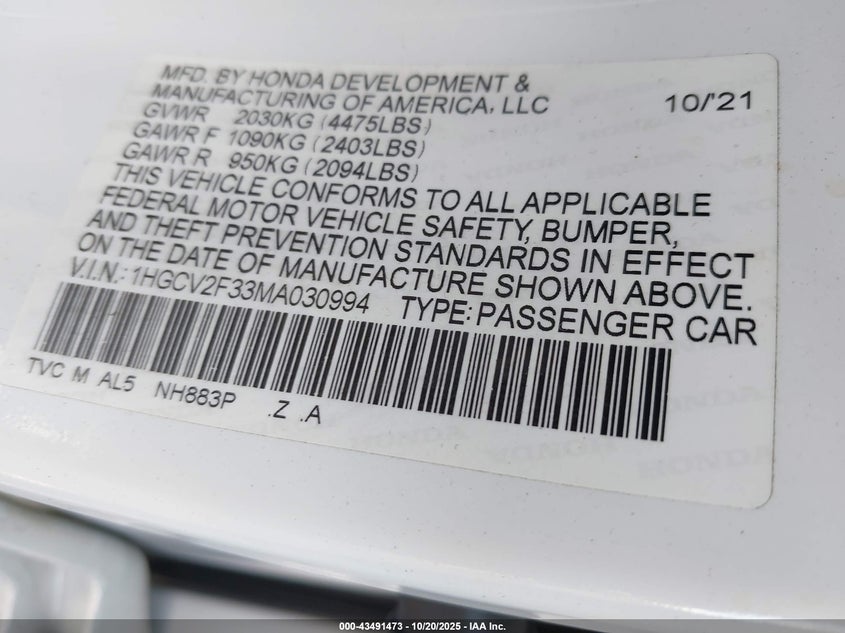 MFD. BY HONDA DEVELOPMENT &
MANUFACTURING OF AMERICA, LLC 10/'21
GVWR 2030KG (4475LBS)
GAWR F 1090KG (2403LBS)
GAWR R 950KG (2094LBS)
THIS VEHICLE CONFORMS TO ALL APPLICABLE
FEDERAL MOTOR VEHICLE SAFETY, BUMPER,
AND THEFT PREVENTION STANDARDS IN EFFECT
ON THE DATE OF MANUFACTURE SHOWN ABOVE.
V.I.N.: 1HGCV2F33MA030994 TYPE: PASSENGER CAR
TVC M AL5 NH883P .Z .A
HONDA
HONDA
HONDA
000-43491473 - 10/20/2025 - IAA Inc.